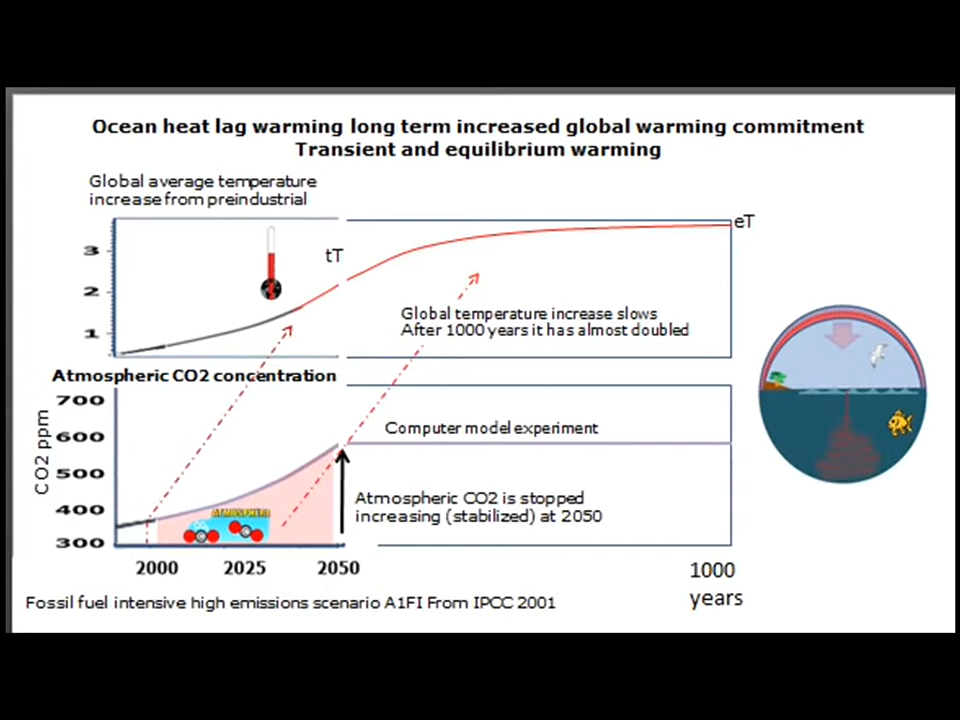 Ocean heat lag warming long term increased global warming commitment
Transient and equilibrium warming
Global average temperature
increase from preindustrial
3
2
1
tT
eT
Global temperature increase slows
After 1000 years it has almost doubled
Atmospheric CO2 concentration
CO2 ppm
700
600
500
400
300
Computer model experiment
Atmospheric CO2 is stopped
increasing (stabilized) at 2050
ATMOSPHERE
2000
2025
2050
1000
years
Fossil fuel intensive high emissions scenario A1FI From IPCC 2001